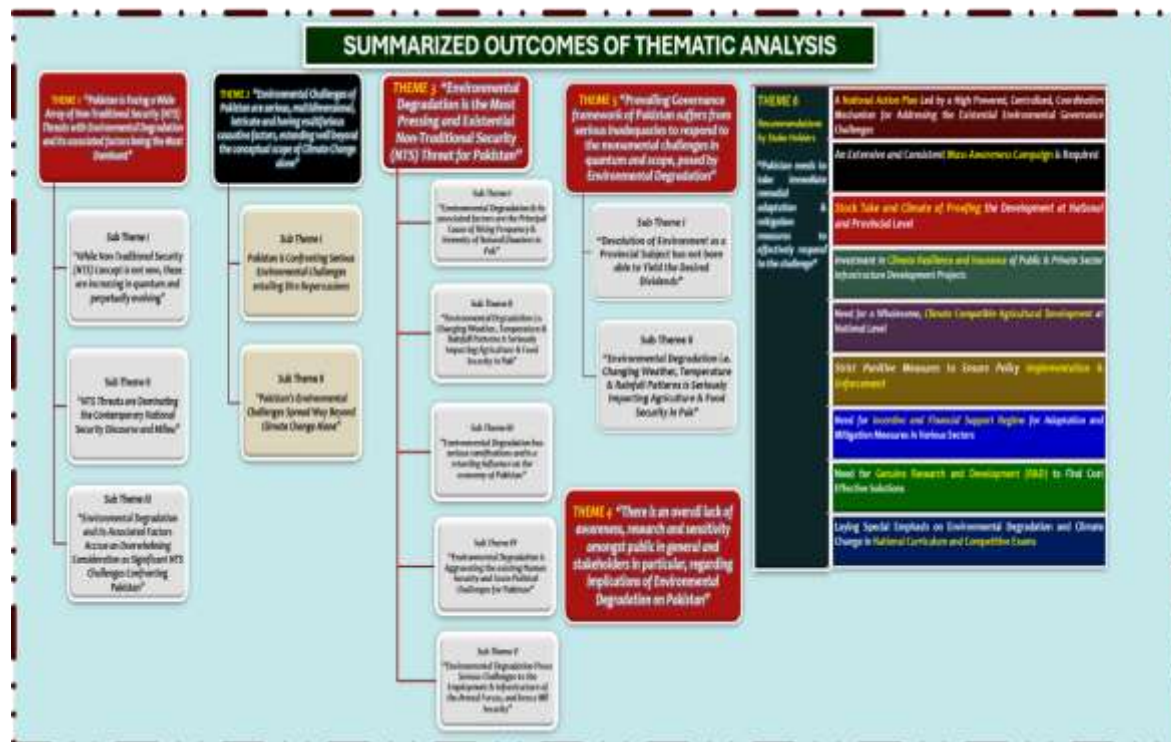 SUMMARIZED OUTCOMES OF THEMATIC ANALYSIS
THEME 1 "Pakistan is Facing a Wide
Array of Non-Traditional Security (NTS)
Threats with Environmental Degradation
and its associated factors being the Most
Dominant"
Sub Theme I
"While Non Traditional Security
(NTS) Concept is not new, these
are increasing in quantum and
perpetually evolving"
Sub Theme II
"NTS Threats are Dominating
the Contemporary National
Security Discourse and Milieu"
Sub Theme III
"Environmental Degradation
and its Associated Factors
Accrue an Overwhelming
Consideration as Significant NTS
Challenges Confronting
Pakistan"
THEME 2 "Environmental Challenges of
Pakistan are serious, multidimensional,
intricate and having multifarious
causative factors, extending well beyond
the conceptual scope of Climate Change
alone"
Sub Theme I
Pakistan is Confronting Serious
Environmental Challenges
entailing Dire Repercussions
Sub Theme II
"Pakistan's Environmental
Challenges Spread Way Beyond
Climate Change Alone"
THEME 3 "Environmental
Degradation is the Most
Pressing and Existential
Non-Traditional Security
(NTS) Threat for Pakistan"
Sub Theme I
"Environmental Degradation & its
associated factors are the Principal
Cause of Rising Frequency &
Intensity of Natural Disasters in
Pak"
Sub Theme II
"Environmental Degradation i.e.
Changing Weather, Temperature &
Rainfall Patterns is Seriously
Impacting Agriculture & Food
Security in Pak"
Sub Theme III
"Environmental Degradation has
serious ramifications and is a
retarding influence on the
economy of Pakistan"
Sub Theme IV
"Environmental Degradation is
Aggravating the existing Human
Security and Socio Political
Challenges for Pakistan"
Sub Theme V
"Environmental Degradation Poses
Serious Challenges to the
Employment & Infrastructure of
the Armed Forces, and hence
Security"
THEME 5 "Prevailing Governance
framework of Pakistan suffers from
serious inadequacies to respond to
the monumental challenges in
quantum and scope, posed by
Environmental Degradation"
Sub Theme I
"Devolution of Environment as a
Provincial Subject has not been
able to Yield the Desired
Dividends"
Sub Theme II
"Environmental Degradation i.e.
Changing Weather, Temperature
& Rainfall Patterns is Seriously
Impacting Agriculture & Food
Security in Pak"
THEME 4 "There is an overall lack of
awareness, research and sensitivity
amongst public in general and
stakeholders in particular, regarding
implications of Environmental
Degradation on Pakistan"
THEME 6
Recommendations
by Stake Holders
"Pakistan needs to
take immediate
remedial
adaptation &
mitigation
measures to
effectively respond
to the challenge"
A National Action Plan Led by a High Powered, Centralized, Coordination
Mechanism for Addressing the Existential Environmental Governance
Challenges
An Extensive and Consistent Mass-Awareness Campaign is Required
Stock Take and Climate of Proofing the Development at National
and Provincial Level
Investment in Climate Resilience and Insurance of Public & Private Sector
Infrastructure Development Projects
Need for a Wholesome, Climate Compatible Agricultural Development at
National Level
Strict Punitive Measures to Ensure Policy Implementation &
Enforcement
Need for Incentive and Financial Support Regime for Adaptation and
Mitigation Measures in Various Sectors
Need for Genuine Research and Development (R&D) to Find Cost
Effective Solutions
Laying Special Emphasis on Environmental Degradation and Climate
Change in National Curriculum and Competitive Exams